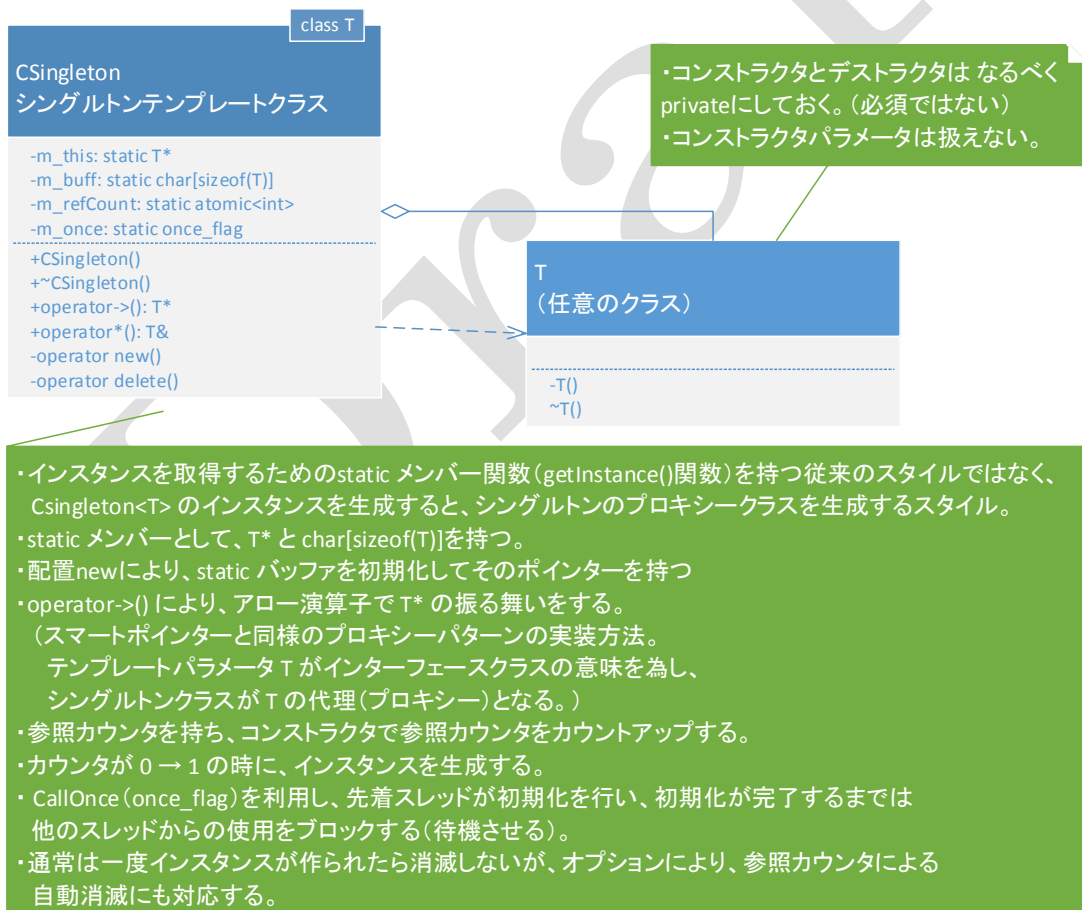 class T
CSingleton
シングルトンテンプレートクラス
-m_this: static T*
-m_buff: static char[sizeof(T)]
-m_refCount: static atomic<int>
-m_once: static once_flag
+CSingleton()
+~CSingleton()
+operator->(): T*
+operator*(): T&
-operator new()
-operator delete()
・コンストラクタとデストラクタは なるべく
privateにしておく。（必須ではない）
・コンストラクタパラメータは扱えない。
T
（任意のクラス）
-T()
~T()
・インスタンスを取得するためのstatic メンバー関数（getInstance()関数）を持つ従来のスタイルではなく、
Csingleton<T> のインスタンスを生成すると、シングルトンのプロキシークラスを生成するスタイル。
・static メンバーとして、T* と char[sizeof(T)]を持つ。
・配置newにより、static バッファを初期化してそのポインターを持つ
・operator->() により、アロー演算子で T* の振る舞いをする。
（スマートポインターと同様のプロキシーパターンの実装方法。
テンプレートパラメータ T がインターフェースクラスの意味を為し、
シングルトンクラスが T の代理（プロキシー）となる。）
・参照カウンタを持ち、コンストラクタで参照カウンタをカウントアップする。
・カウンタが 0 → 1 の時に、インスタンスを生成する。
・ CallOnce（once_flag）を利用し、先着スレッドが初期化を行い、初期化が完了するまでは
他のスレッドからの使用をブロックする（待機させる）。
・通常は一度インスタンスが作られたら消滅しないが、オプションにより、参照カウンタによる
自動消滅にも対応する。